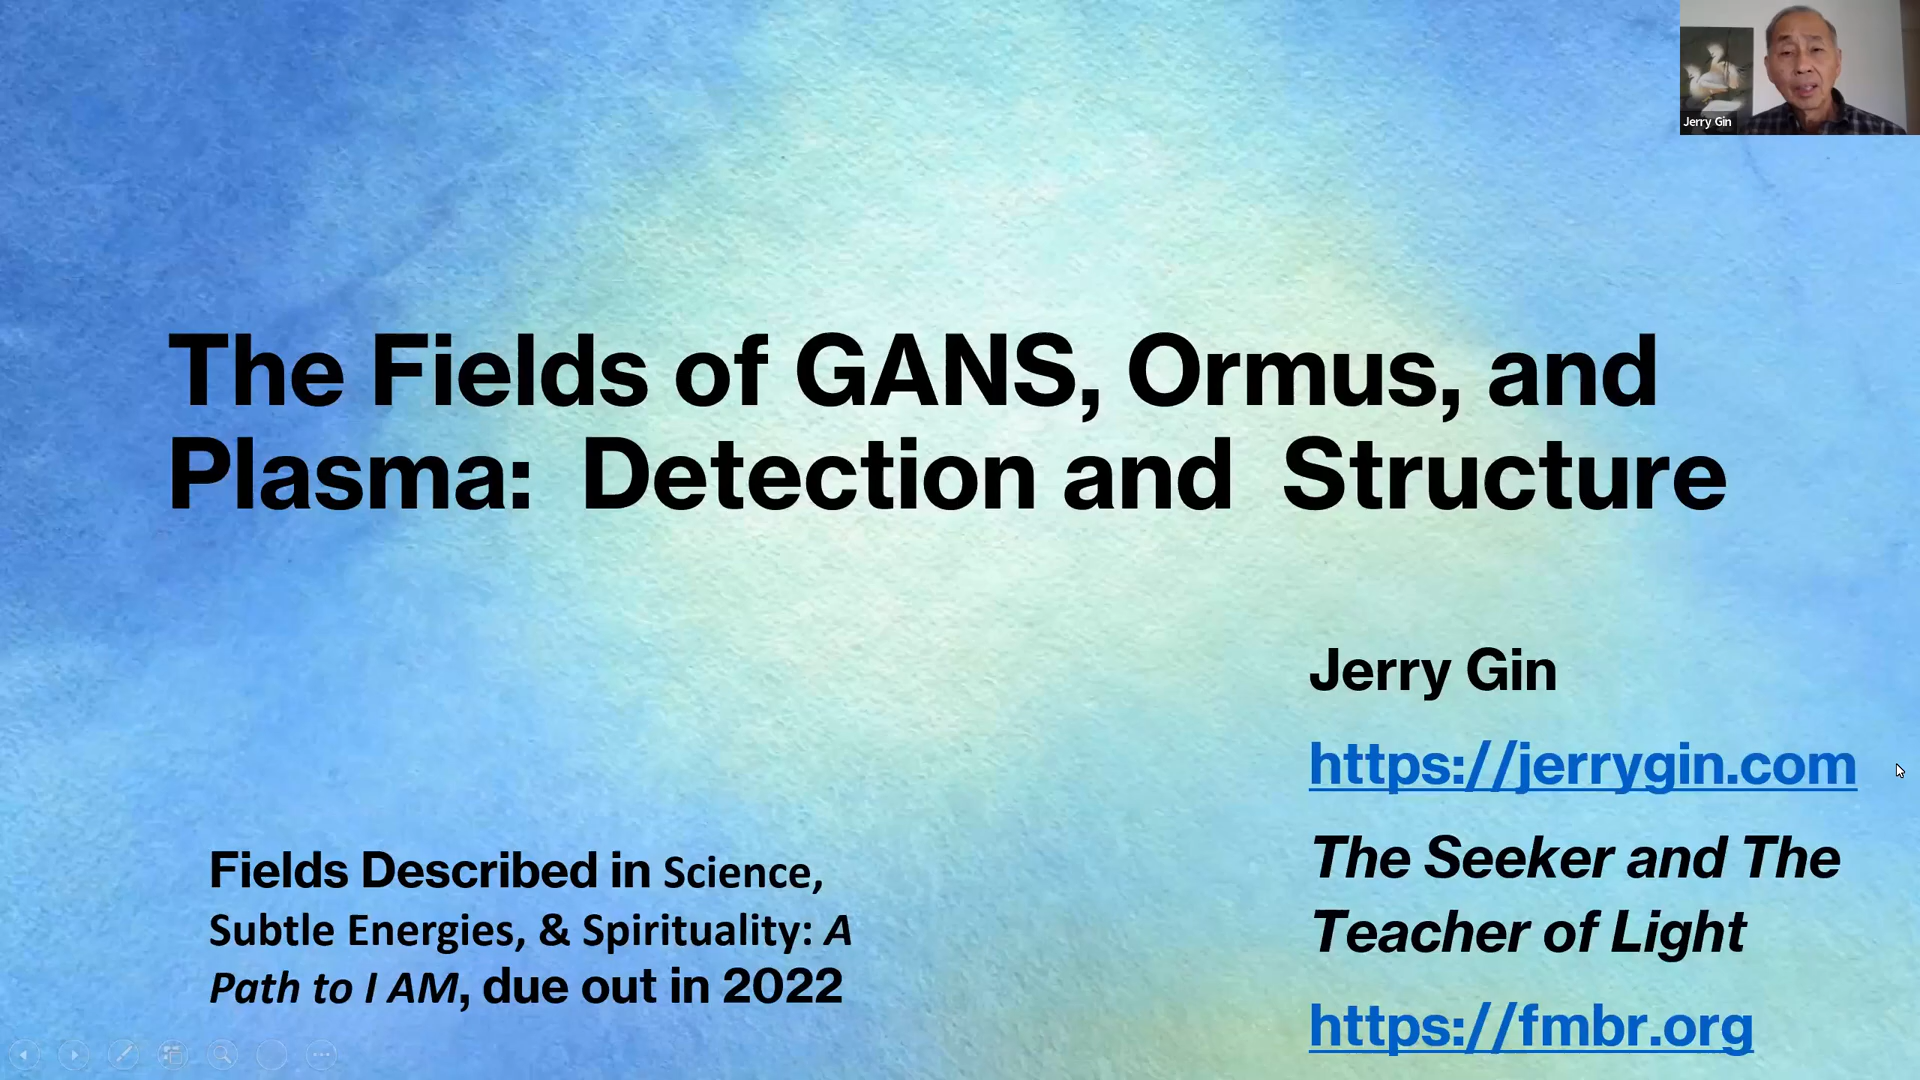 Jerry Gin
The Fields of GANS, Ormus, and
Plasma: Detection and Structure
Jerry Gin
https://jerrygin.com
The Seeker and The
Teacher of Light
https://fmbr.org
Fields Described in Science,
Subtle Energies, & Spirituality: A
Path to I AM, due out in 2022